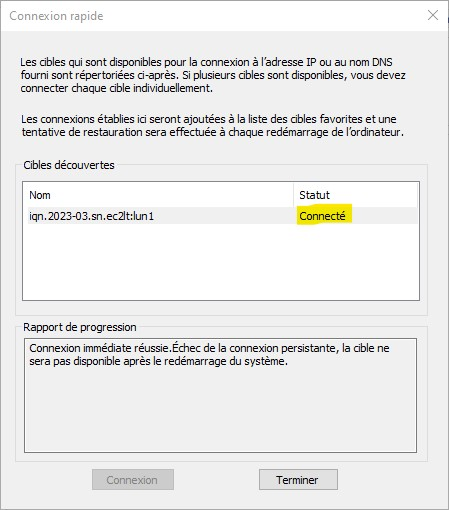 Connexion rapide
Les cibles qui sont disponibles pour la connexion à l'adresse IP ou au nom DNS
fourni sont répertoriées ci-après. Si plusieurs cibles sont disponibles, vous devez
connecter chaque cible individuellement.
Les connexions établies ici seront ajoutées à la liste des cibles favorites et une
tentative de restauration sera effectuée à chaque redémarrage de l'ordinateur.
Cibles découvertes
Nom Statut
iqn.2023-03.sn.ec2lt:lun1 Connecté
Rapport de progression
Connexion immédiate réussie.Échec de la connexion persistante, la cible ne
sera pas disponible après le redémarrage du système.
Connexion Terminer